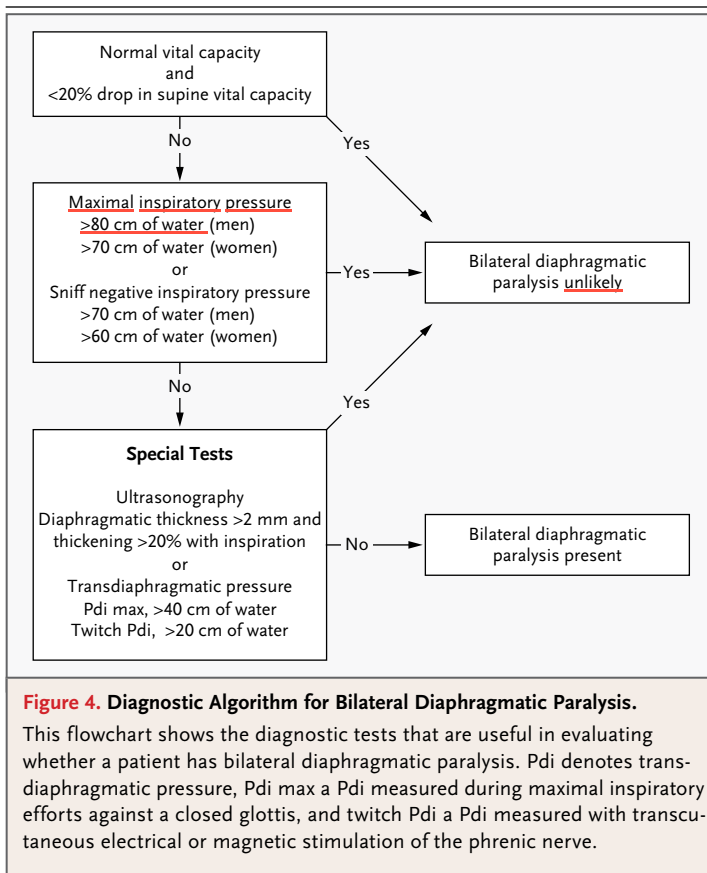 Normal vital capacity
and
<20% drop in supine vital capacity
No
Yes
Maximal inspiratory pressure
>80 cm of water (men)
>70 cm of water (women)
or
Sniff negative inspiratory pressure
>70 cm of water (men)
>60 cm of water (women)
Yes
Bilateral diaphragmatic
paralysis unlikely
No
Yes
Special Tests
Ultrasonography
Diaphragmatic thickness >2 mm and
thickening >20% with inspiration
or
Transdiaphragmatic pressure
Pdi max, >40 cm of water
Twitch Pdi, >20 cm of water
No
Bilateral diaphragmatic
paralysis present
Figure 4. Diagnostic Algorithm for Bilateral Diaphragmatic Paralysis.
This flowchart shows the diagnostic tests that are useful in evaluating
whether a patient has bilateral diaphragmatic paralysis. Pdi denotes trans-
diaphragmatic pressure, Pdi max a Pdi measured during maximal inspiratory
efforts against a closed glottis, and twitch Pdi a Pdi measured with transcu-
taneous electrical or magnetic stimulation of the phrenic nerve.